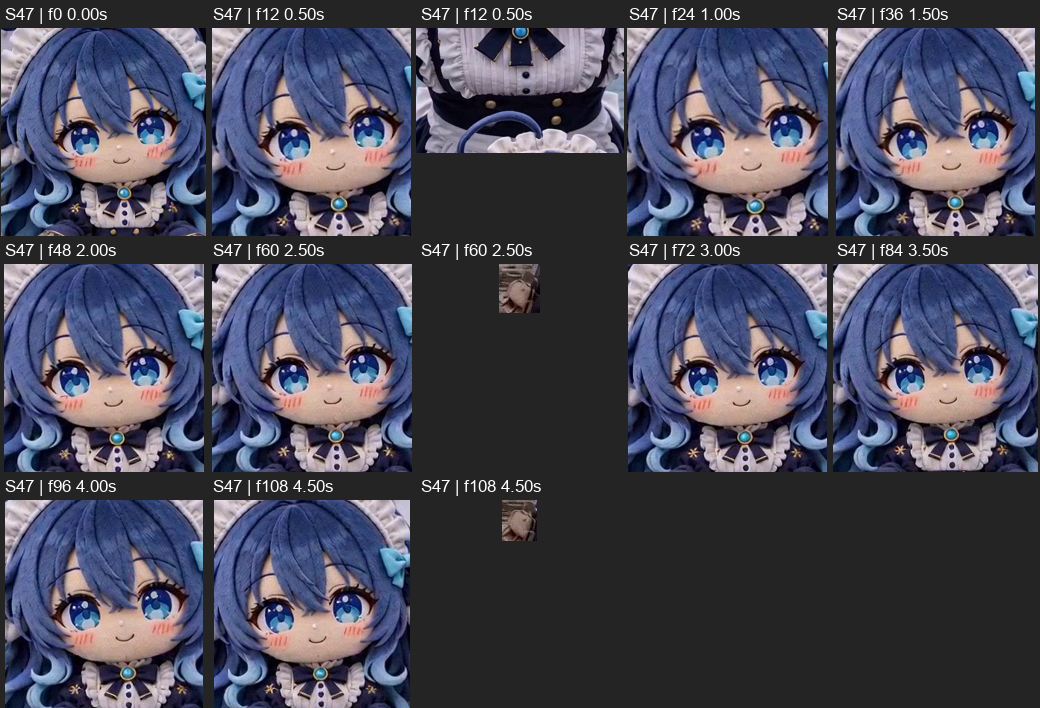 S47 | f0 0.00s
S47 | f12 0.50s
S47 | f12 0.50s
S47 | f24 1.00s
S47 | f36 1.50s
S47 | f48 2.00s
S47 | f60 2.50s
S47 | f60 2.50s
S47 | f72 3.00s
S47 | f84 3.50s
S47 | f96 4.00s
S47 | f108 4.50s
S47 | f108 4.50s